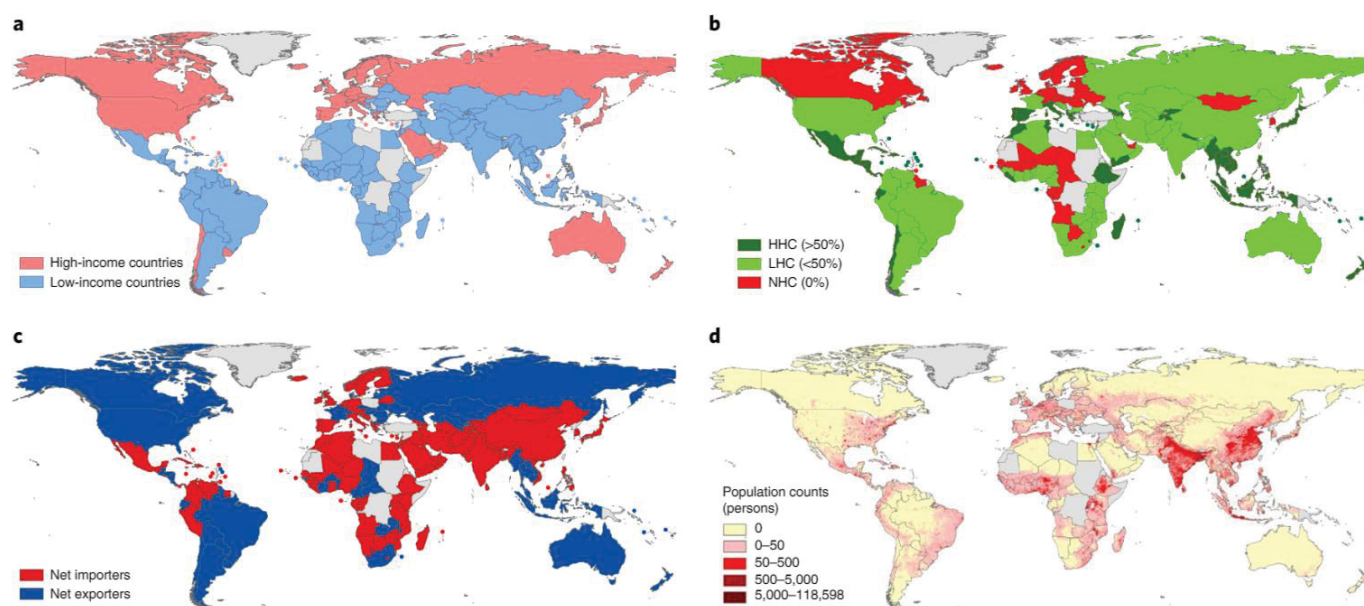 a
High-income countries
Low-income countries
b
HHC (>50%)
LHC (<50%)
NHC (0%)
c
Net importers
Net exporters
d
Population counts
(persons)
0
0–50
50–500
500–5,000
5,000–118,598